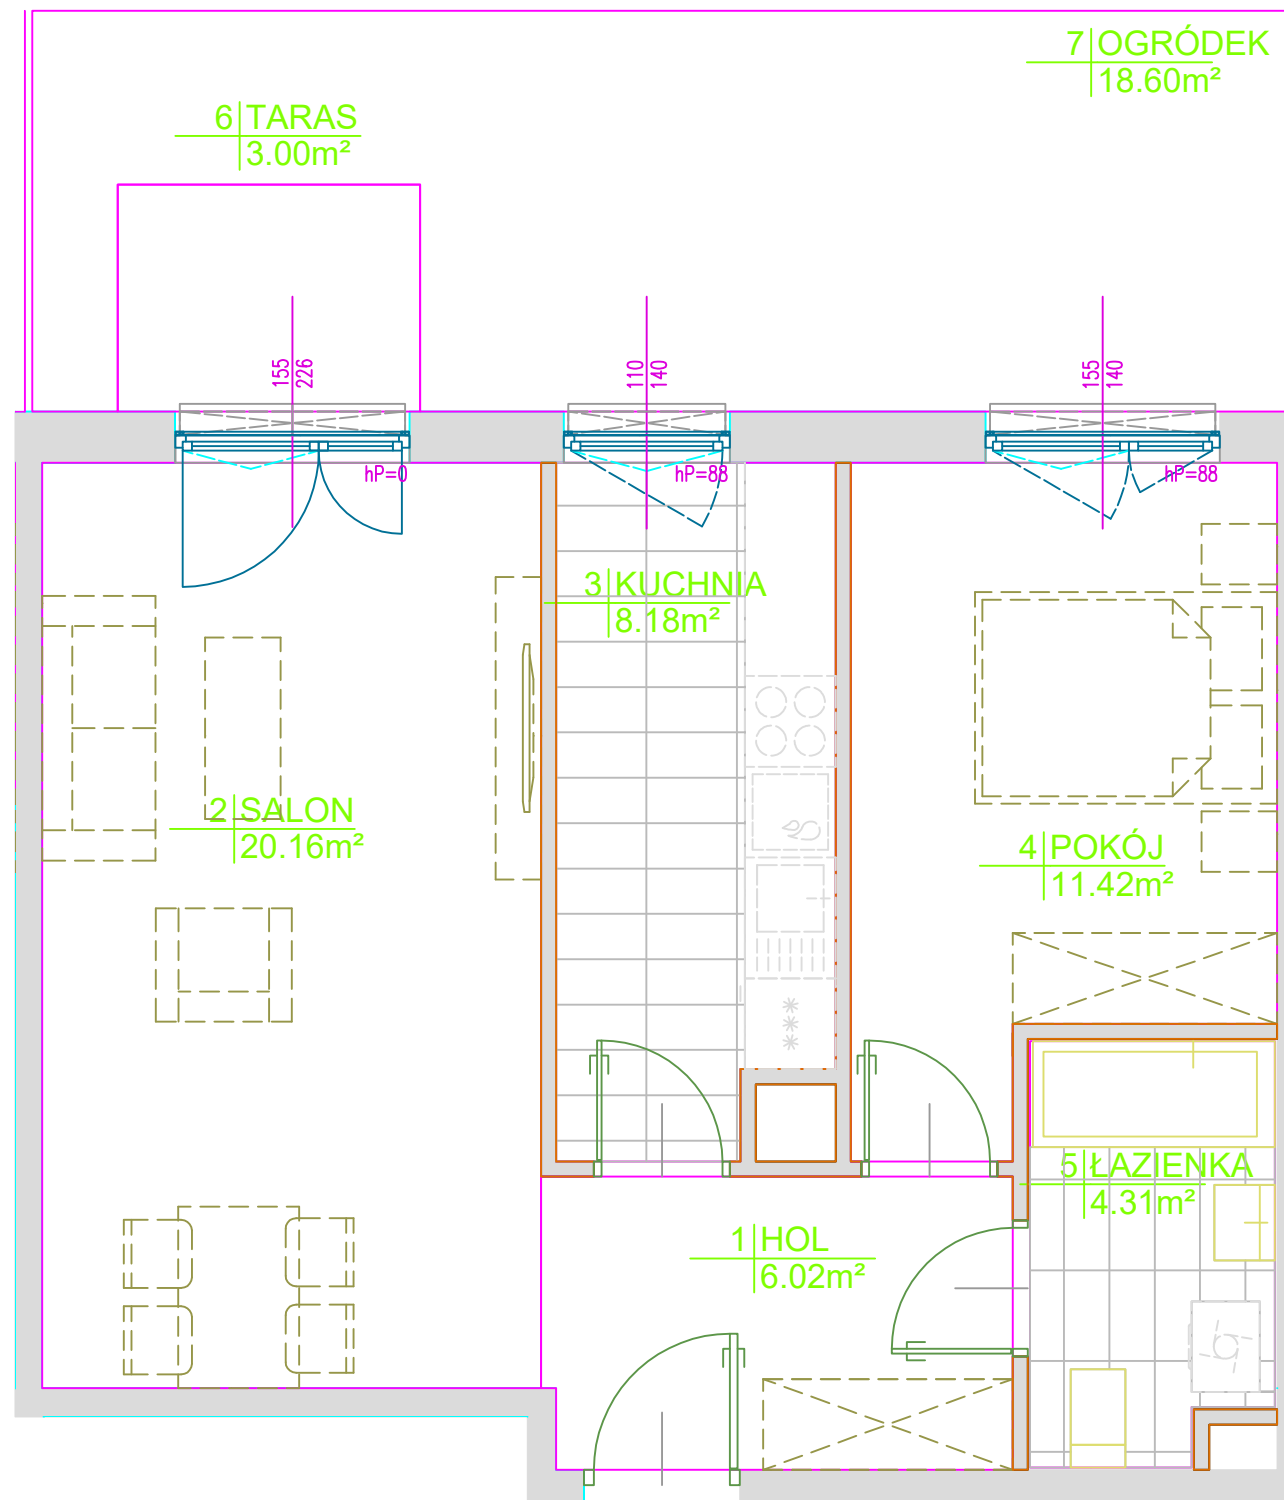 7 OGRÓDEK
18.60m²
6 TARAS
3.00m²
155
226
110
140
155
140
hP=0
hP=88
hP=88
3 KUCHNIA
8.18m²
2 SALON
20.16m²
4 POKÓJ
11.42m²
5 ŁAZIENKA
4.31m²
1 HOL
6.02m²